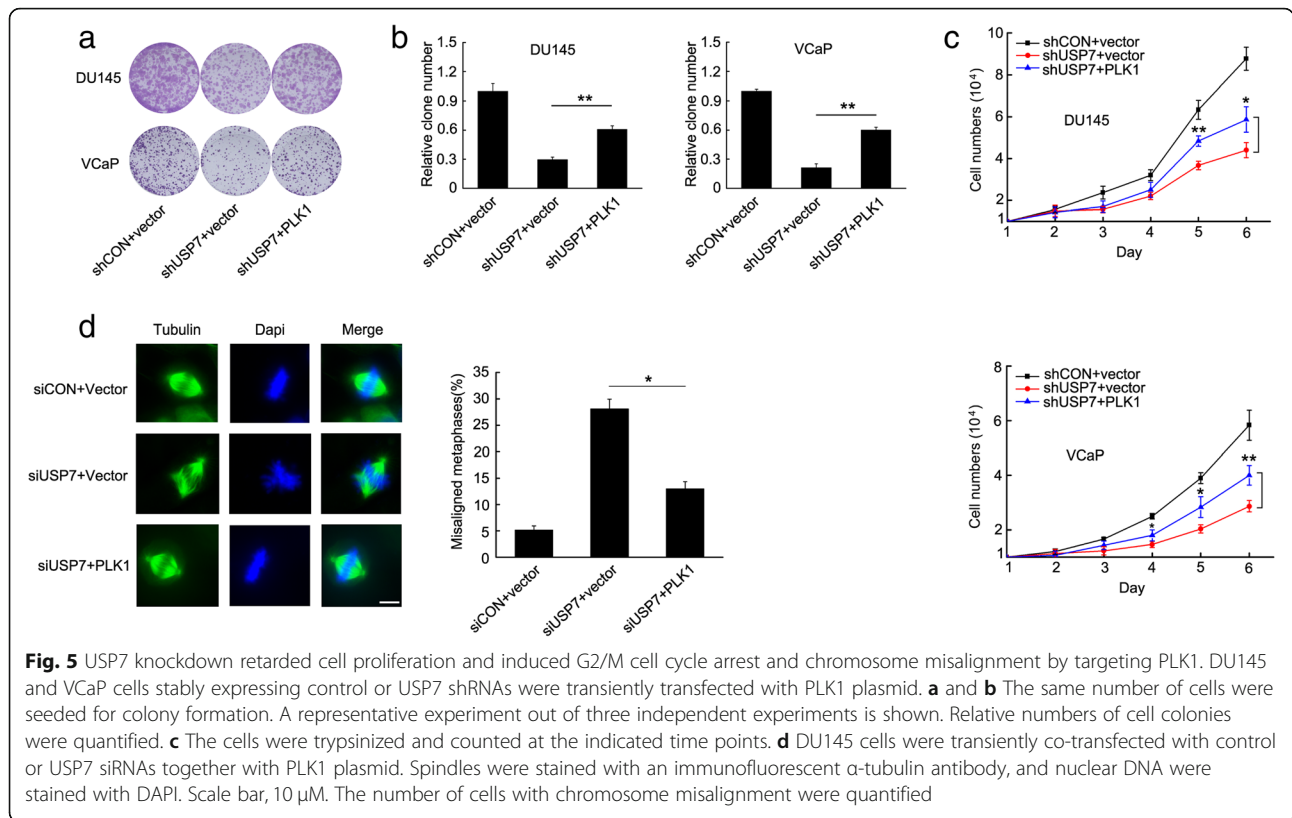 a
DU145
VCaP
shCON+vector
shUSP7+vector
shUSP7+PLK1
b
DU145
Relative clone number
1.5
1.2
0.9
0.6
0.3
0
**
shCON+vector
shUSP7+vector
shUSP7+PLK1
VCaP
Relative clone number
1.5
1.2
0.9
0.6
0.3
0
**
shCON+vector
shUSP7+vector
shUSP7+PLK1
c
shCON+vector
shUSP7+vector
shUSP7+PLK1
DU145
Cell numbers (10⁴)
10
8
6
4
2
1
**
*
1 2 3 4 5 6
Day
d
Tubulin Dapi Merge
siCON+Vector
siUSP7+Vector
siUSP7+PLK1
Misaligned metaphases(%)
35
30
25
20
15
10
5
0
*
siCON+vector
siUSP7+vector
siUSP7+PLK1
shCON+vector
shUSP7+vector
shUSP7+PLK1
VCaP
Cell numbers (10⁴)
8
6
4
2
1
*
*
**
1 2 3 4 5 6
Day
Fig. 5 USP7 knockdown retarded cell proliferation and induced G2/M cell cycle arrest and chromosome misalignment by targeting PLK1. DU145
and VCaP cells stably expressing control or USP7 shRNAs were transiently transfected with PLK1 plasmid. a and b The same number of cells were
seeded for colony formation. A representative experiment out of three independent experiments is shown. Relative numbers of cell colonies
were quantified. c The cells were trypsinized and counted at the indicated time points. d DU145 cells were transiently co-transfected with control
or USP7 siRNAs together with PLK1 plasmid. Spindles were stained with an immunofluorescent α-tubulin antibody, and nuclear DNA were
stained with DAPI. Scale bar, 10 μM. The number of cells with chromosome misalignment were quantified